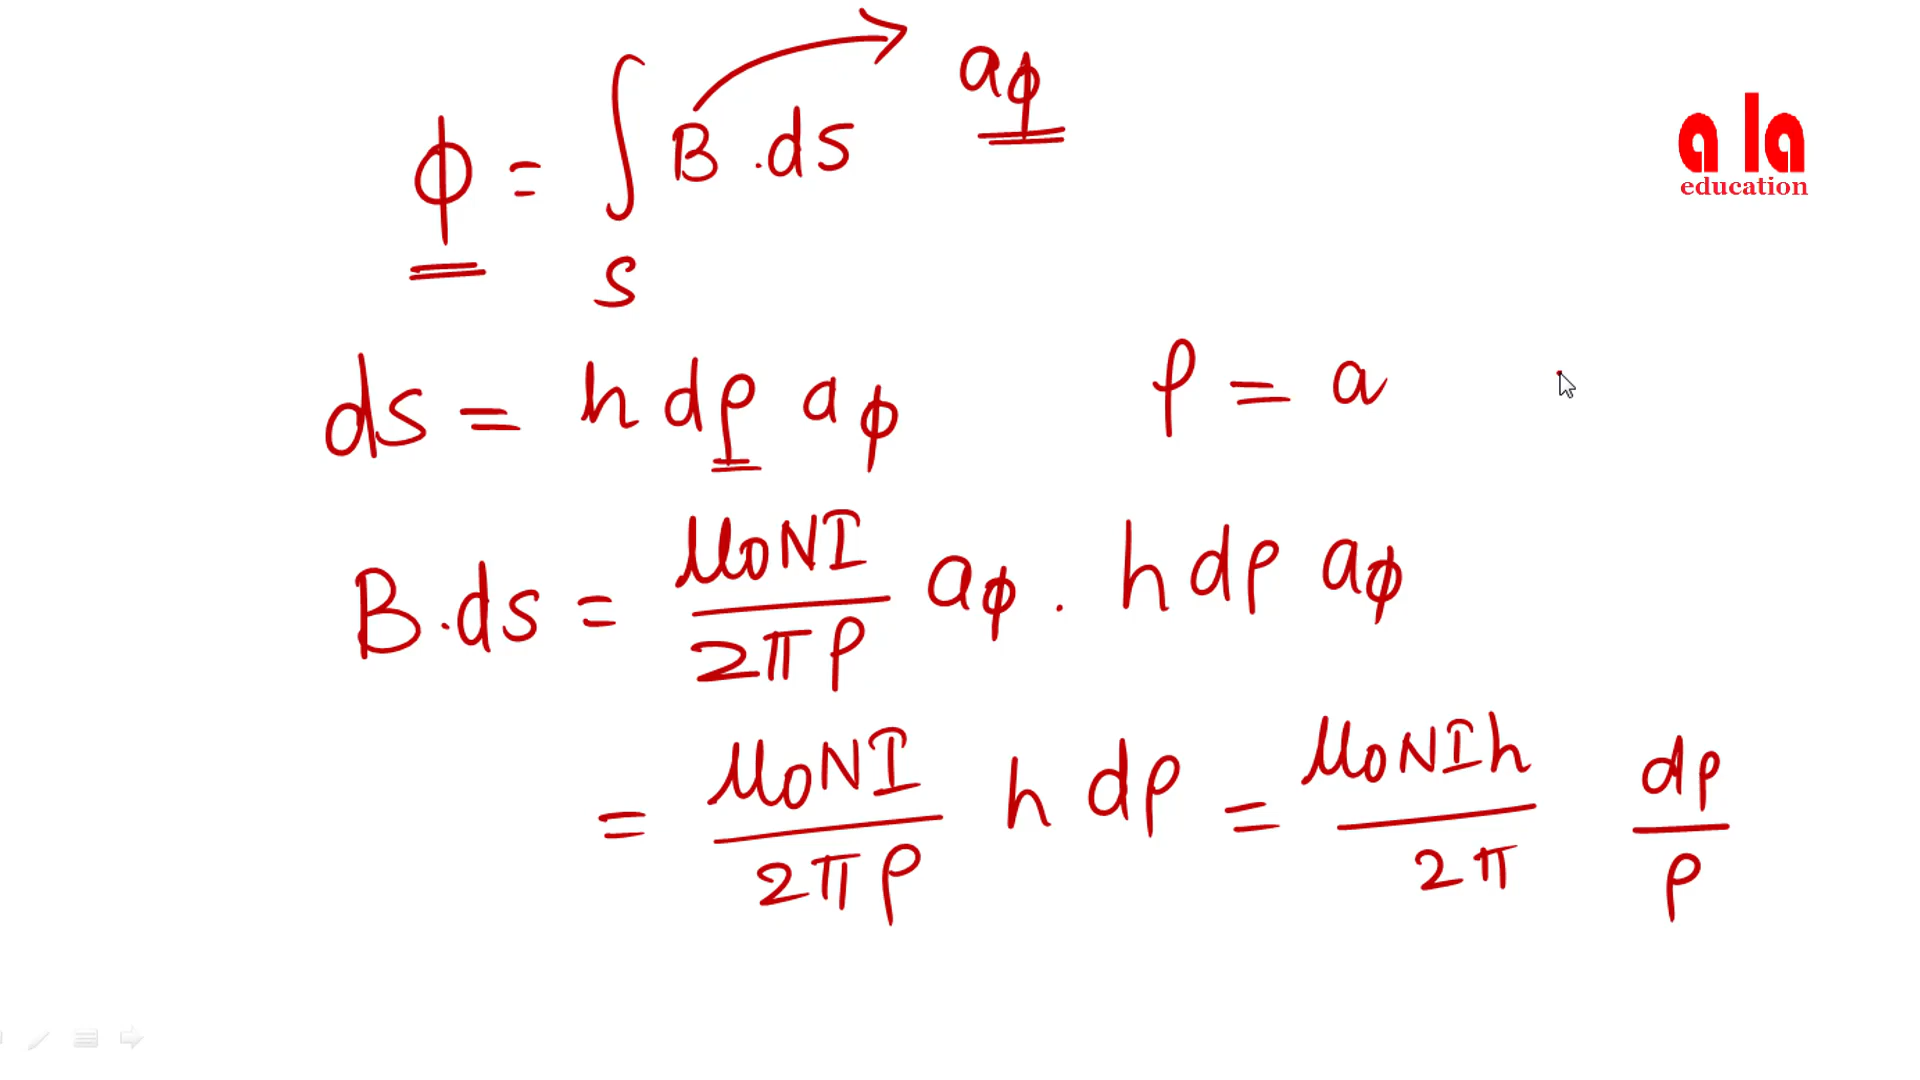 ϕ = ∫ B . ds aϕ
S
a la
education
ds = h dρ aϕ ρ = a
B . ds = μ₀NI / 2πρ aϕ . h dρ aϕ
= μ₀NI / 2πρ h dρ = μ₀NIh / 2π dρ / ρ